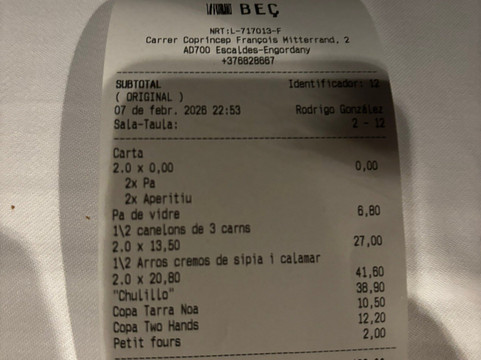 BEÇ
NRT:L-717013-F
Carrer Coprincep François Mitterrand, 2
AD700 Escaldes-Engordany
+376828667
SUBTOTAL Identificador: 12
( ORIGINAL )
07 de febr. 2026 22:53 Rodrigo González
Sala-Taula: 2 - 12
Carta
2.0 x 0,00 0,00
2x Pa
2x Aperitiu
Pa de vidre 6,80
1\2 canelons de 3 carns
2.0 x 13,50 27,00
1\2 Arros cremos de sipia i calamar
2.0 x 20,80 41,60
"Chulillo" 38,90
Copa Tarra Noa 10,50
Copa Two Hands 12,20
Petit fours 2,00